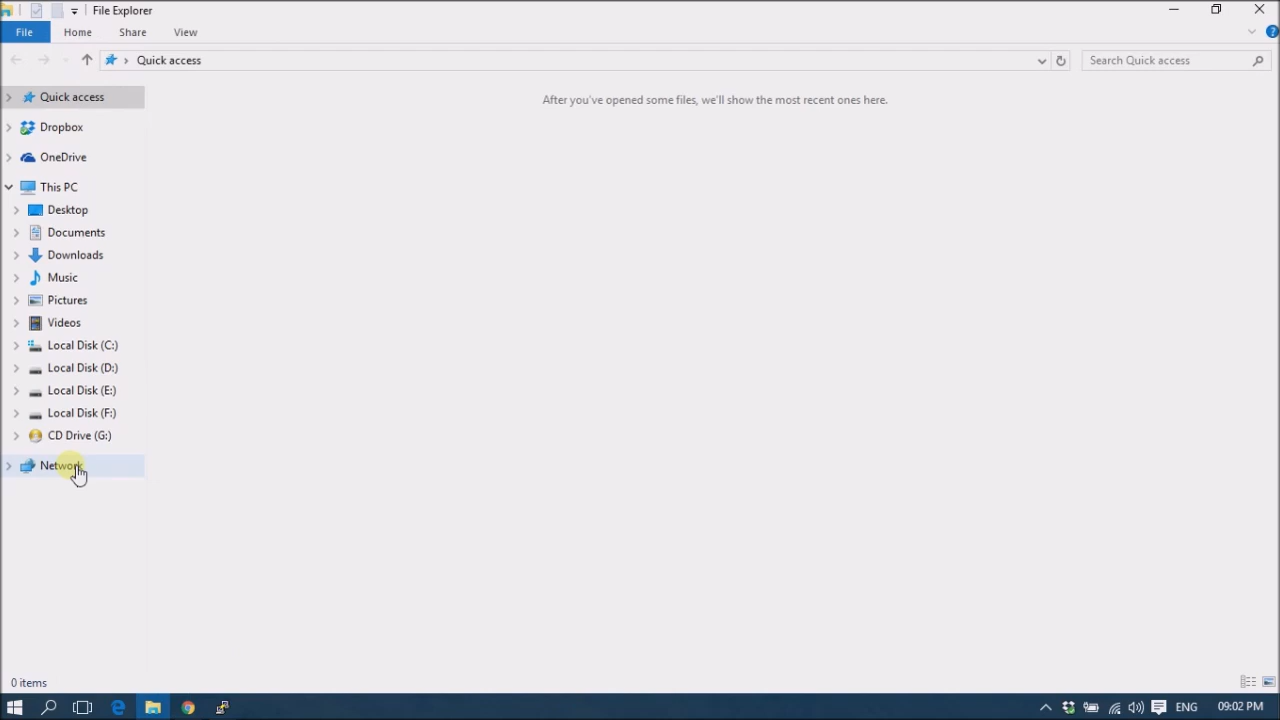 File Explorer
File Home Share View
Quick access Search Quick access
Quick access
After you've opened some files, we'll show the most recent ones here.
Dropbox
OneDrive
This PC
Desktop
Documents
Downloads
Music
Pictures
Videos
Local Disk (C:)
Local Disk (D:)
Local Disk (E:)
Local Disk (F:)
CD Drive (G:)
Network
0 items
ENG 09:02 PM